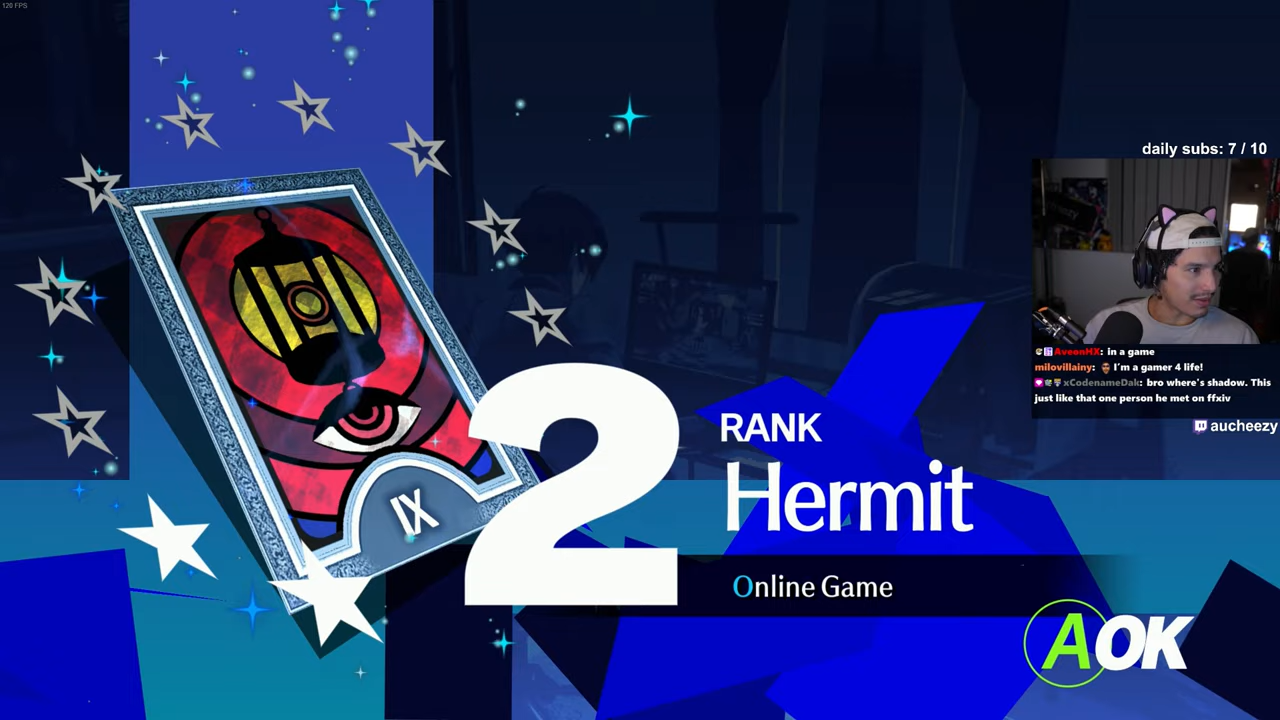 120 FPS
daily subs: 7 / 10
AveonHX: in a game
milovillainy: I'm a gamer 4 life!
xCodenameDak: bro where's shadow. This
just like that one person he met on ffxiv
aucheezy
IX
2
RANK
Hermit
Online Game
A OK